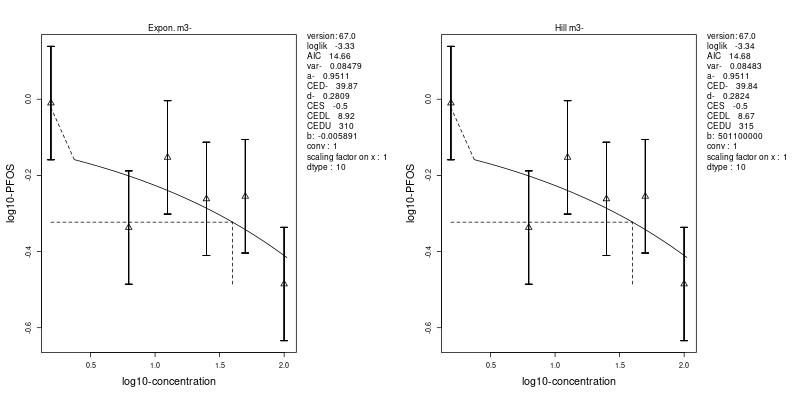 Expon. m3-
version: 67.0
loglik -3.33
AIC 14.66
var- 0.08479
a- 0.9511
CED- 39.87
d- 0.2809
CES -0.5
CEDL 8.92
CEDU 310
b: -0.005891
conv : 1
scaling factor on x : 1
dtype : 10
log10-PFOS
0.0
-0.2
-0.4
-0.6
0.5 1.0 1.5 2.0
log10-concentration
Hill m3-
version: 67.0
loglik -3.34
AIC 14.68
var- 0.08483
a- 0.9511
CED- 39.84
d- 0.2824
CES -0.5
CEDL 8.67
CEDU 315
b: 501100000
conv : 1
scaling factor on x : 1
dtype : 10
log10-PFOS
0.0
-0.2
-0.4
-0.6
0.5 1.0 1.5 2.0
log10-concentration